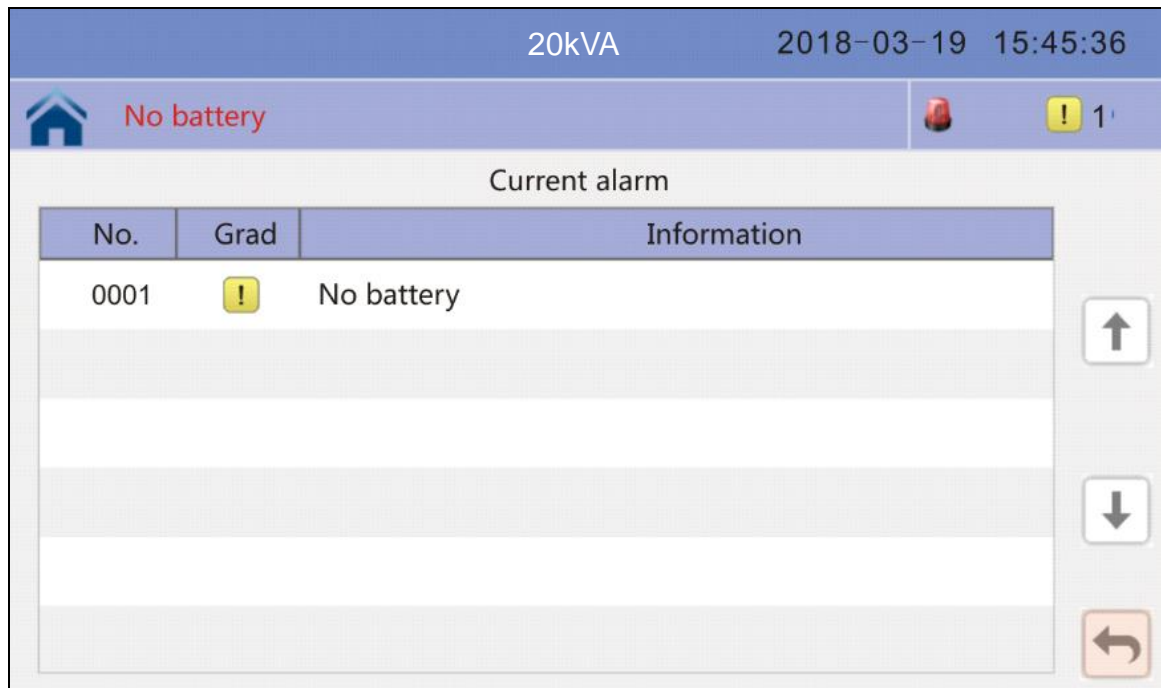 20kVA 2018-03-19 15:45:36
No battery ! 1
Current alarm
No. Grad Information
0001 ! No battery